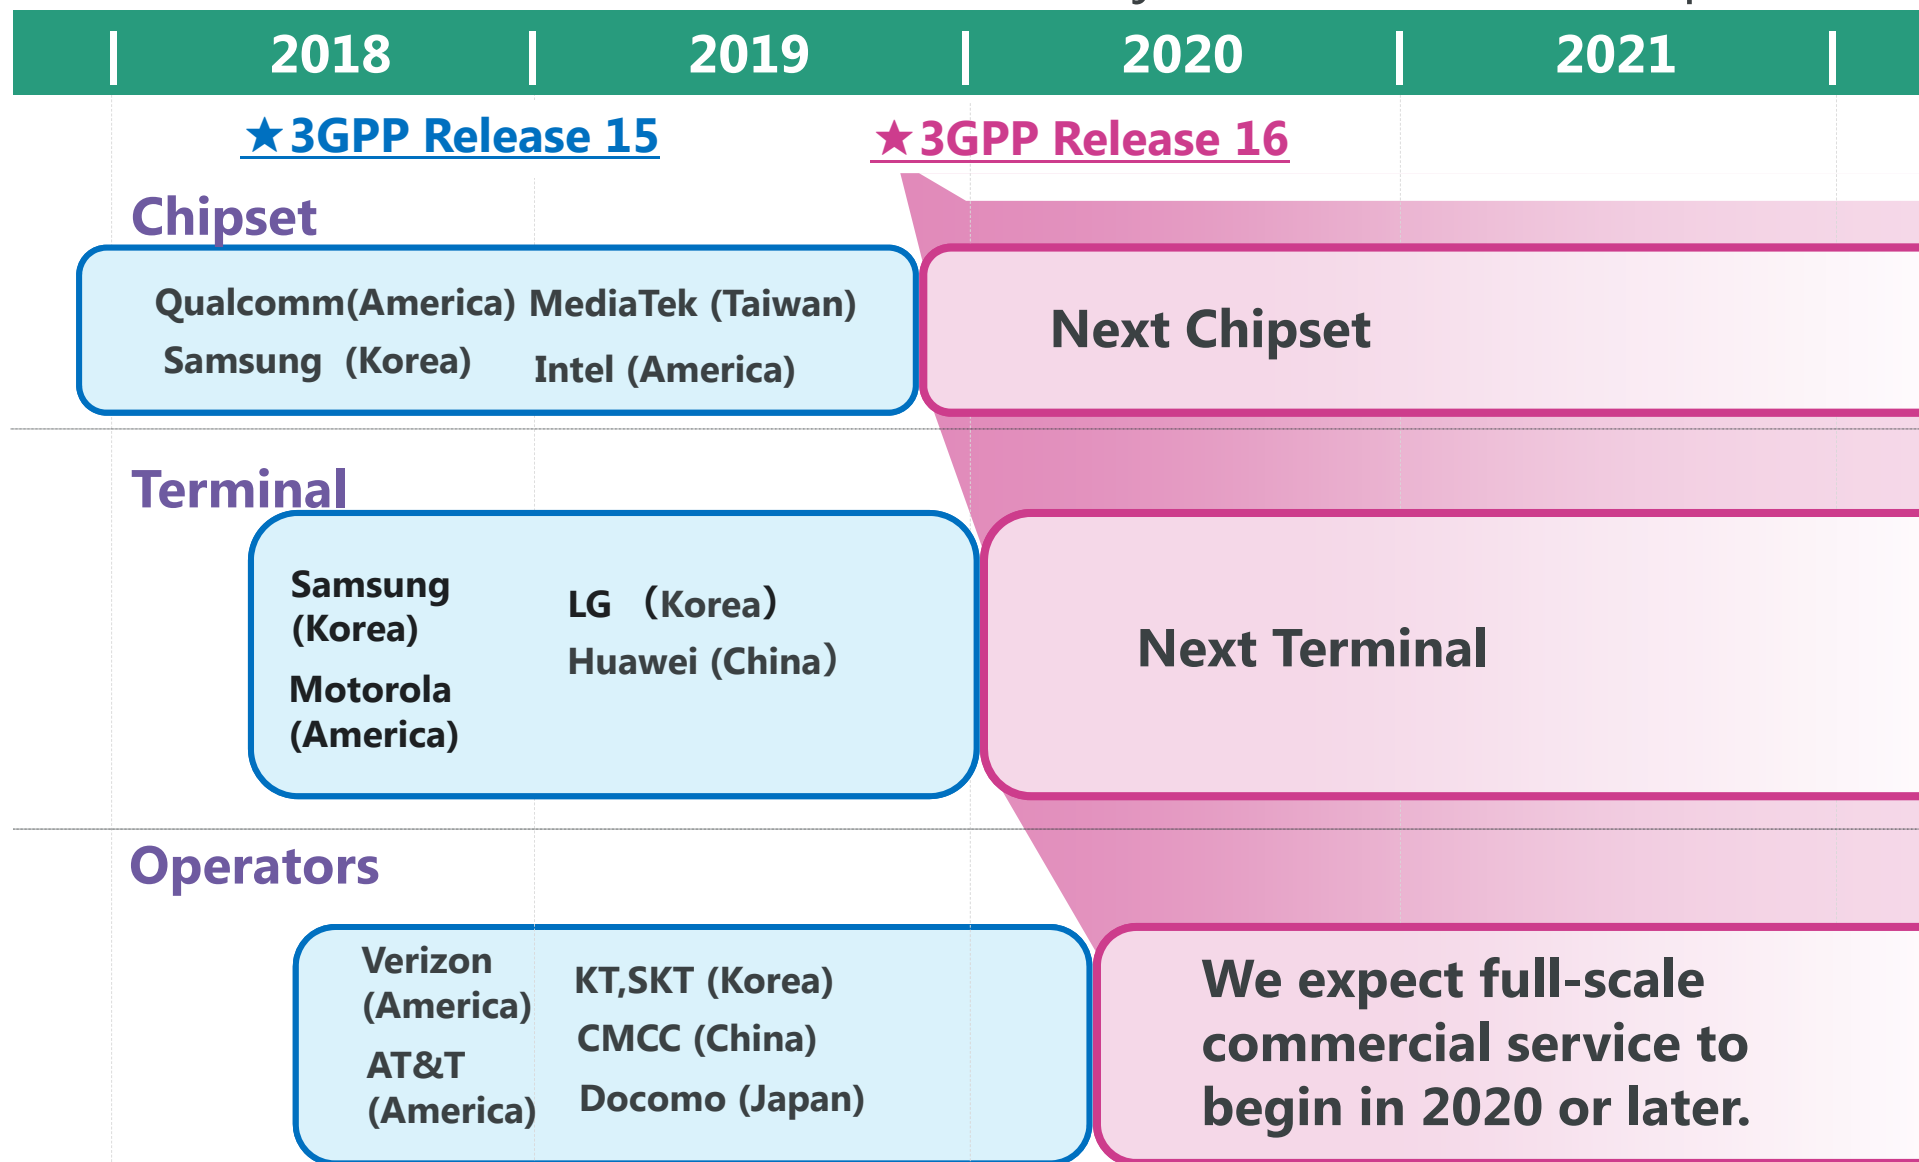 2018 2019 2020 2021
★3GPP Release 15 ★3GPP Release 16
Chipset
Qualcomm(America) MediaTek (Taiwan)
Samsung (Korea) Intel (America)
Next Chipset
Terminal
Samsung
(Korea)
Motorola
(America)
LG （Korea）
Huawei (China）
Next Terminal
Operators
Verizon
(America)
AT&T
(America)
KT,SKT (Korea)
CMCC (China)
Docomo (Japan)
We expect full-scale
commercial service to
begin in 2020 or later.